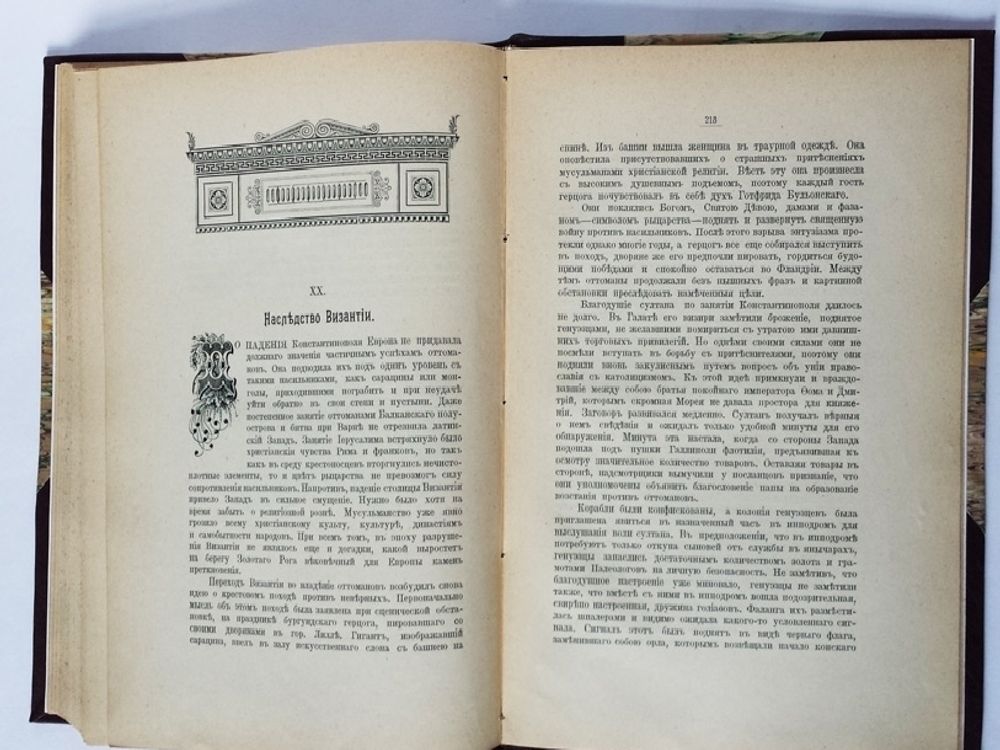 XX.
Наслѣдство Византіи.
ДО ПАДЕНІЯ Константинополя Европа не придавала
должнаго значенія частичнымъ успѣхамъ оттома-
новъ. Она подводила ихъ подъ одинъ уровень съ
такими насильниками, какъ сарацины или мон-
голы, приходившими пограбить и при неудачѣ
уйти обратно въ свои степи и пустыни. Даже
постепенное занятіе оттоманами Балканскаго полу-
острова и битва при Варнѣ не отрезвила латин-
скій Западъ. Занятіе Іерусалима встряхнуло было
христіанскія чувства Рима и франковъ, но такъ
какъ въ среду крестоносцевъ вторгнулись нечисто-
плотные элементы, то и цвѣтъ рыцарства не превозмогъ силу
сопротивленія насильниковъ. Напротивъ, паденіе столицы Византіи
привело Западъ въ сильное смущеніе. Нужно было хотя на
время забыть о религіозной рознѣ. Мусульманство уже явно
грозило всему христіанскому культу, культурѣ, династіямъ
и самобытности народовъ. При всемъ томъ, въ эпоху разруше-
нія Византіи не являлось еще и догадки, какой выростетъ
на берегу Золотаго Рога вѣковѣчный для Европы камень
преткновенія.
Переходъ Византіи во владѣніе оттомановъ возбудилъ снова
идею о крестовомъ походѣ противъ невѣрныхъ. Первоначально
мысль объ этомъ походѣ была заявлена при сценической обста-
новкѣ, на праздникѣ бургундскаго герцога, пировавшаго со
своими дворянами въ гор. Лиллѣ. Гигантъ, изображавшій
сарацина, ввелъ въ залу искусственнаго слона съ башнею на
218
спинѣ. Изъ башни вышла женщина въ траурной одеждѣ. Она
оповѣстила присутствовавшихъ о страшныхъ притѣсненіяхъ
мусульманами христіанской религіи. Вѣсть эту она произнесла
съ высокимъ душевнымъ подъемомъ, поэтому каждый гость
герцога почувствовалъ въ себѣ духъ Готфрида Бульонскаго.
Они поклялись Богомъ, Святою Дѣвою, дамами и фаза-
номъ—символомъ рыцарства—поднять и развернуть священную
войну противъ насильниковъ. Послѣ этого взрыва энтузіазма про-
текли однако многіе годы, а герцогъ все еще собирался выступить
въ походъ, дворяне же его предпочли пировать, гордиться будо-
щими побѣдами и спокойно оставаться во Фландріи. Между
тѣмъ оттоманы продолжали безъ пышныхъ фразъ и картинной
обстановки преслѣдовать намѣченныя цѣли.
Благодушіе султана по занятіи Константинополя длилось
не долго. Въ Галатѣ его визири замѣтили броженіе, поднятое
генуэзцами, не желавшими помириться съ утратою ими давниш-
нихъ торговыхъ привилегій. Но однѣми своими силами они не
посмѣли вступать въ борьбу съ притѣснителями, поэтому они
подняли вновь закулиснымъ путемъ вопросъ объ уніи право-
славія съ католицизмомъ. Къ этой идеѣ примкнули и враждо-
вавшіе между собою братья покойнаго императора Ѳома и Дми-
трій, которымъ скромная Морея не давала простора для княже-
нія. Заговоръ развивался медленно. Султанъ получалъ вѣрныя
о немъ свѣдѣнія и ожидалъ только удобной минуты для его
обнаруженія. Минута эта настала, когда со стороны Запада
подошла подъ пушки Галлиполи флотилія, предъявившая къ
осмотру значительное количество товаровъ. Оставляя товары въ
сторонѣ, надсмотрщики вымучили у посланцовъ признаніе, что
они уполномочены объявить благословеніе папы на образованіе
возстанія противъ оттомановъ.
Корабли были конфискованы, а колонія генуэзцевъ была
приглашена явиться въ назначенный часъ въ ипподромъ для
выслушанія воли султана. Въ предположеніи, что въ ипподромѣ
потребуютъ только откупа сыновей отъ службы въ янычарахъ,
генуэзцы запаслись достаточнымъ количествомъ золота и гра-
мотами Палеологовъ на личную безопасность. Не замѣтивъ, что
благодушное настроеніе уже миновало, генуэзцы не замѣтили
также, что вмѣстѣ съ ними въ ипподромъ вошла подозрительная,
свирѣпо настроенная, дружина голіаѳовъ. Фаланга ихъ размѣсти-
лась шпалерами и видимо ожидала какого-то условленнаго сиг-
нала. Сигналъ этотъ былъ поднятъ въ видѣ чернаго флага,
замѣнившаго собою орла, которымъ возвѣщали начало конскаго